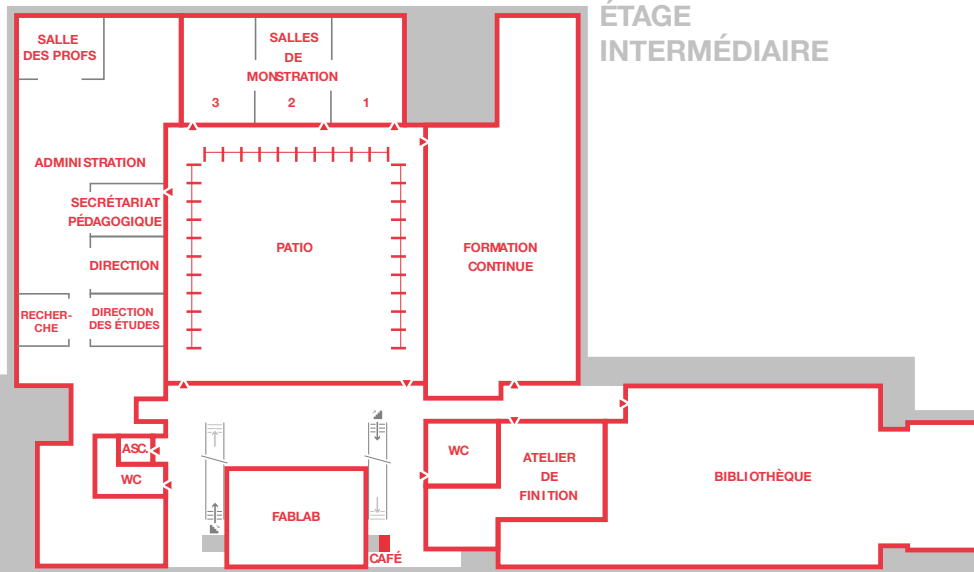 ÉTAGE
INTERMÉDIAIRE
SALLE
DES PROFS
SALLES
DE
MONSTRATION
3
2
1
ADMINISTRATION
SECRÉTARIAT
PÉDAGOGIQUE
PATIO
FORMATION
CONTINUE
DIRECTION
RECHER-
CHE
DIRECTION
DES ÉTUDES
ASC.
WC
WC
ATELIER
DE
FINITION
BIBLIOTHÈQUE
FABLAB
CAFÉ